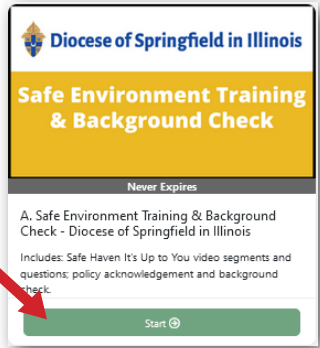 Diocese of Springfield in Illinois
Safe Environment Training
& Background Check
Never Expires
A. Safe Environment Training & Background
Check - Diocese of Springfield in Illinois
Includes: Safe Haven It's Up to You video segments and
questions; policy acknowledgement and background
check.
Start